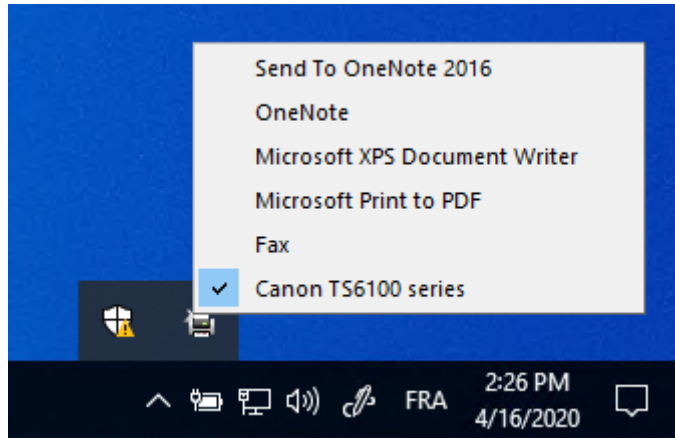 Send To OneNote 2016
OneNote
Microsoft XPS Document Writer
Microsoft Print to PDF
Fax
Canon TS6100 series
FRA
2:26 PM
4/16/2020